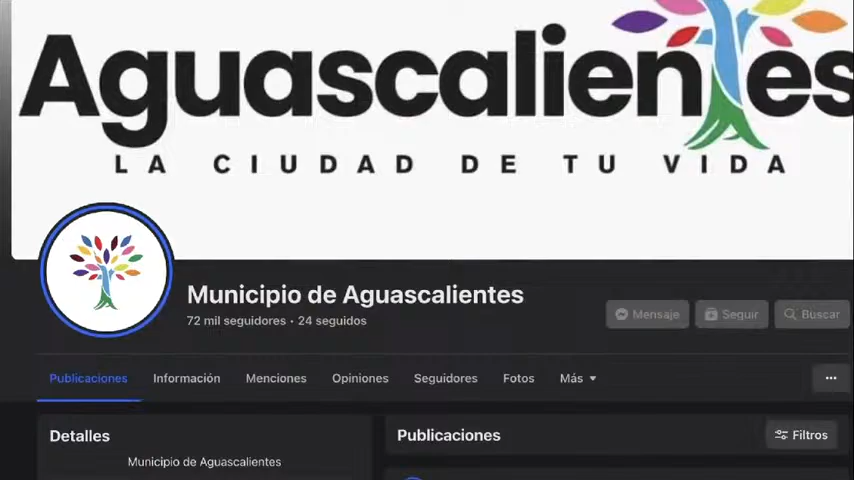 Aguascalientes
LA CIUDAD DE TU VIDA
Municipio de Aguascalientes
72 mil seguidores • 24 seguidos
Mensaje
Seguir
Buscar
Publicaciones
Información
Menciones
Opiniones
Seguidores
Fotos
Más
Detalles
Publicaciones
Filtros
Municipio de Aguascalientes